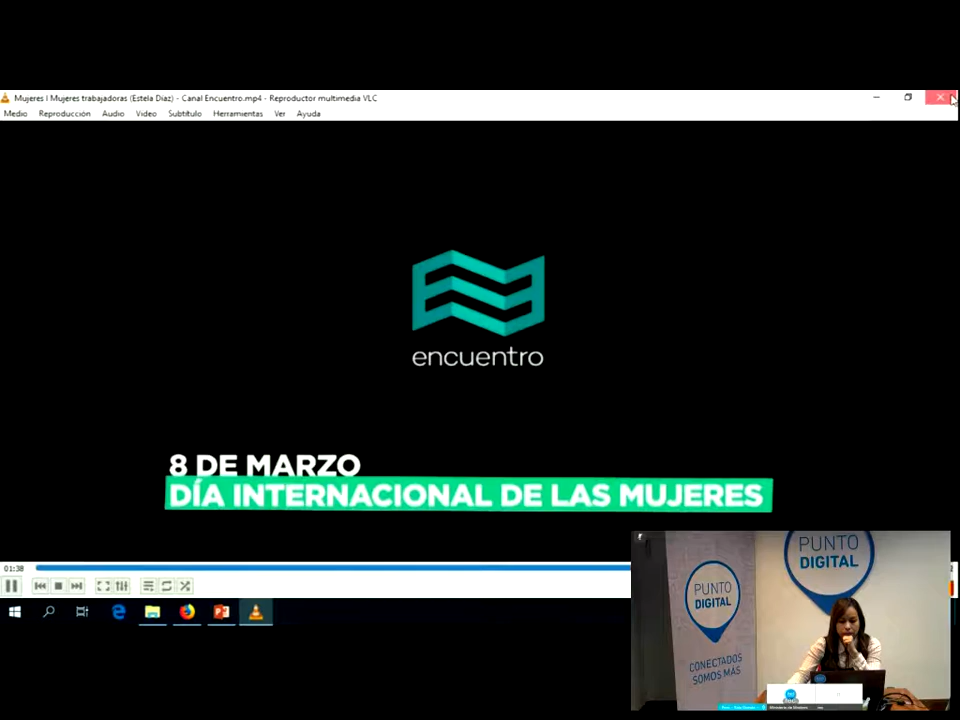 Mujeres | Mujeres trabajadoras (Estela Diaz) - Canal Encuentro.mp4 - Reproductor multimedia VLC
Medio Reproducción Audio Video Subtítulo Herramientas Ver Ayuda
encuentro
8 DE MARZO
DÍA INTERNACIONAL DE LAS MUJERES
01:38
PUNTO
DIGITAL
PUNTO
DIGITAL
CONECTADOS
SOMOS MÁS